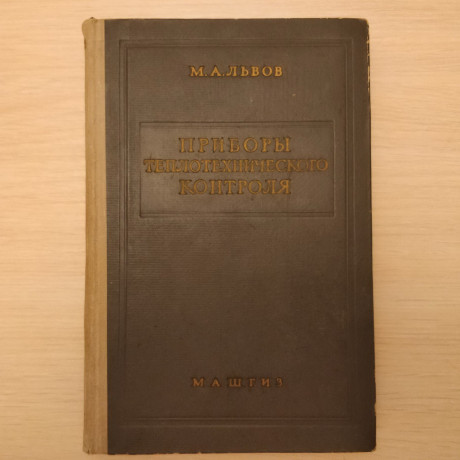 М.А.ЛЬВОВ
ПРИБОРЫ
ТЕПЛОТЕХНИЧЕСКОГО
КОНТРОЛЯ
МАШГИЗ